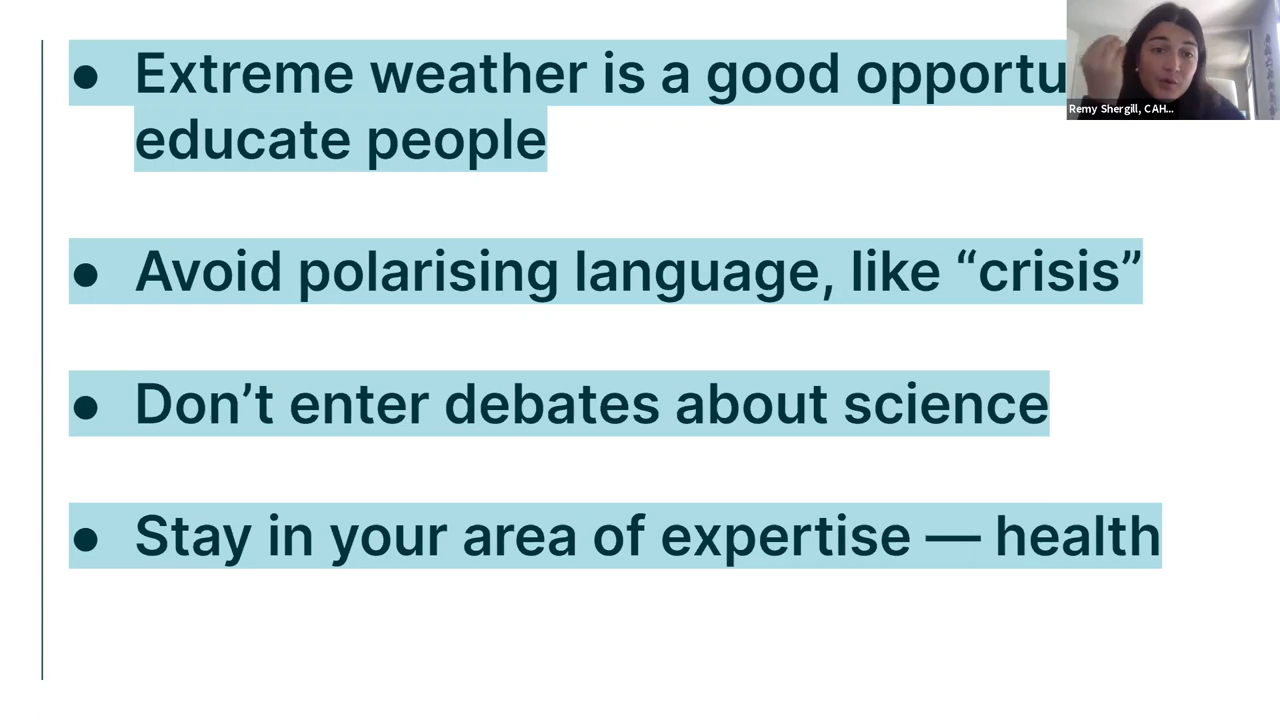 ● Extreme weather is a good opportu
educate people
Remy Shergill, CAH...
● Avoid polarising language, like “crisis”
● Don’t enter debates about science
● Stay in your area of expertise — health